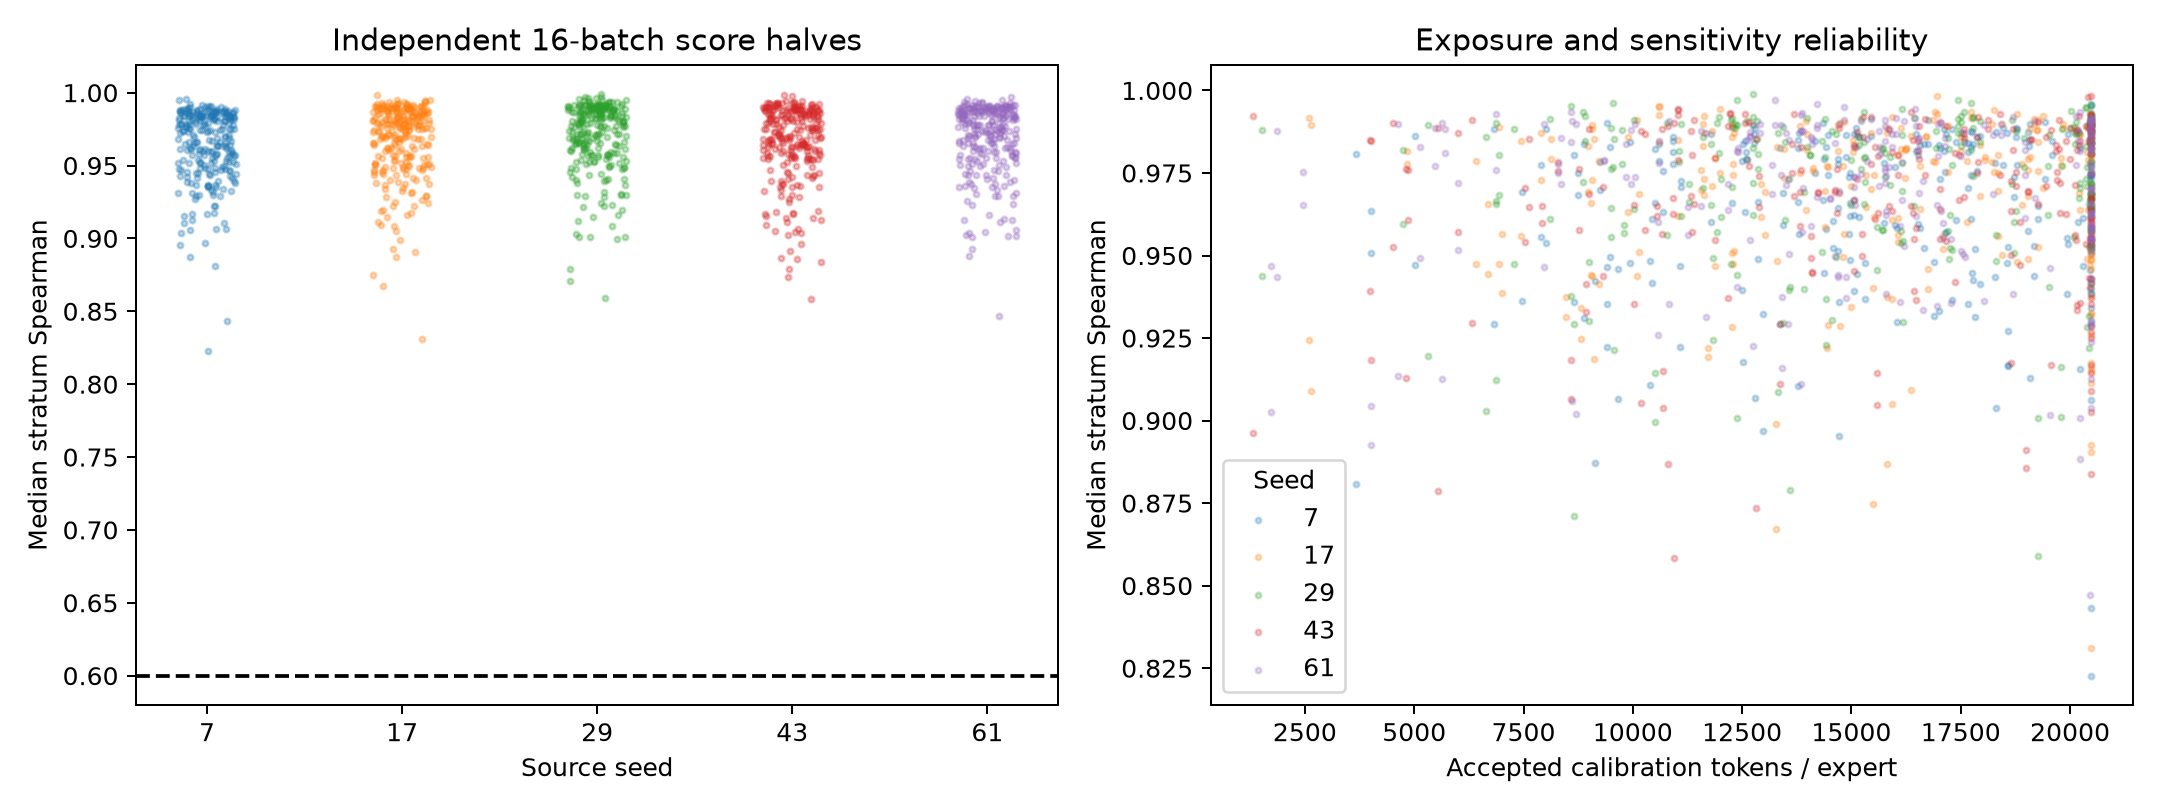 Independent 16-batch score halves
Median stratum Spearman
1.00
0.95
0.90
0.85
0.80
0.75
0.70
0.65
0.60
7 17 29 43 61
Source seed
Exposure and sensitivity reliability
Median stratum Spearman
1.000
0.975
0.950
0.925
0.900
0.875
0.850
0.825
Seed
7
17
29
43
61
2500 5000 7500 10000 12500 15000 17500 20000
Accepted calibration tokens / expert